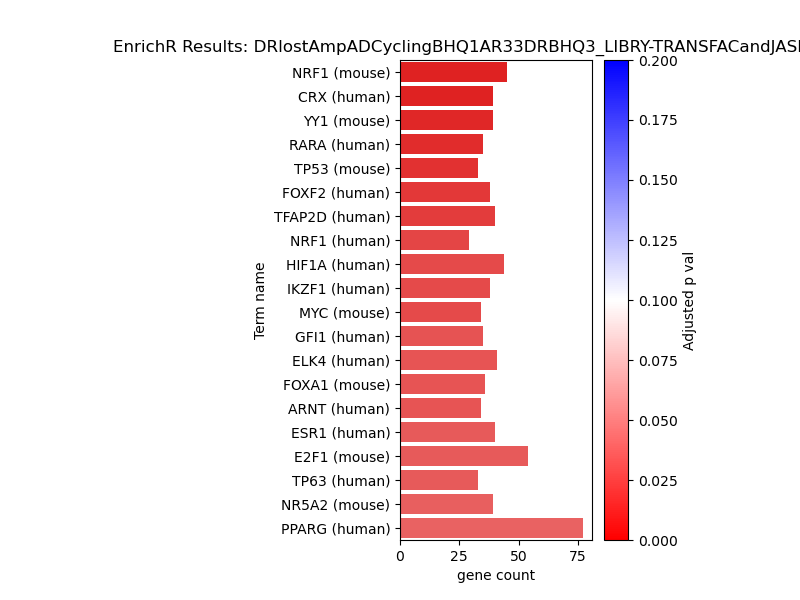 EnrichR Results: DRlostAmpADCyclingBHQ1AR33DRBHQ3_LIBRY-TRANSFACandJAS
NRF1 (mouse)
CRX (human)
YY1 (mouse)
RARA (human)
TP53 (mouse)
FOXF2 (human)
TFAP2D (human)
NRF1 (human)
HIF1A (human)
IKZF1 (human)
MYC (mouse)
GFI1 (human)
ELK4 (human)
FOXA1 (mouse)
ARNT (human)
ESR1 (human)
E2F1 (mouse)
TP63 (human)
NR5A2 (mouse)
PPARG (human)
Term name
0 25 50 75
gene count
0.200
0.175
0.150
0.125
0.100
0.075
0.050
0.025
0.000
Adjusted p val